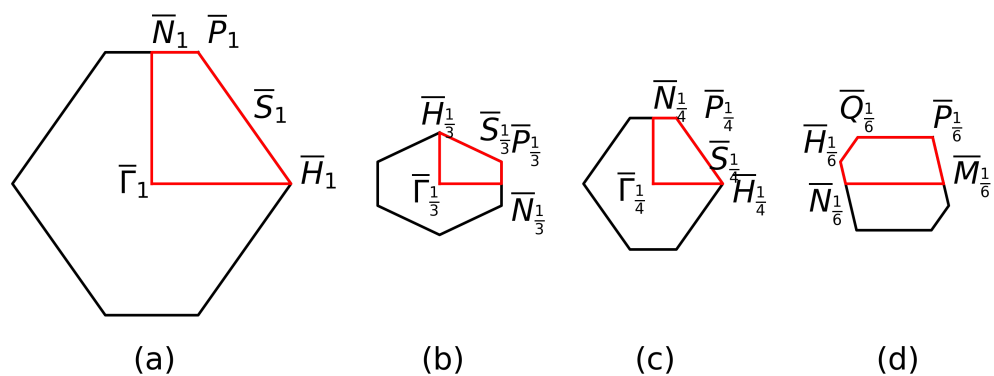 N̅₁ P̅₁
S̅₁
Γ̅₁ H̅₁
(a)
H̅_{1/3} S̅_{1/3} P̅_{1/3}
Γ̅_{1/3} N̅_{1/3}
(b)
N̅_{1/4} P̅_{1/4}
S̅_{1/4}
Γ̅_{1/4} H̅_{1/4}
(c)
Q̅_{1/6} P̅_{1/6}
H̅_{1/6} M̅_{1/6}
N̅_{1/6}
(d)